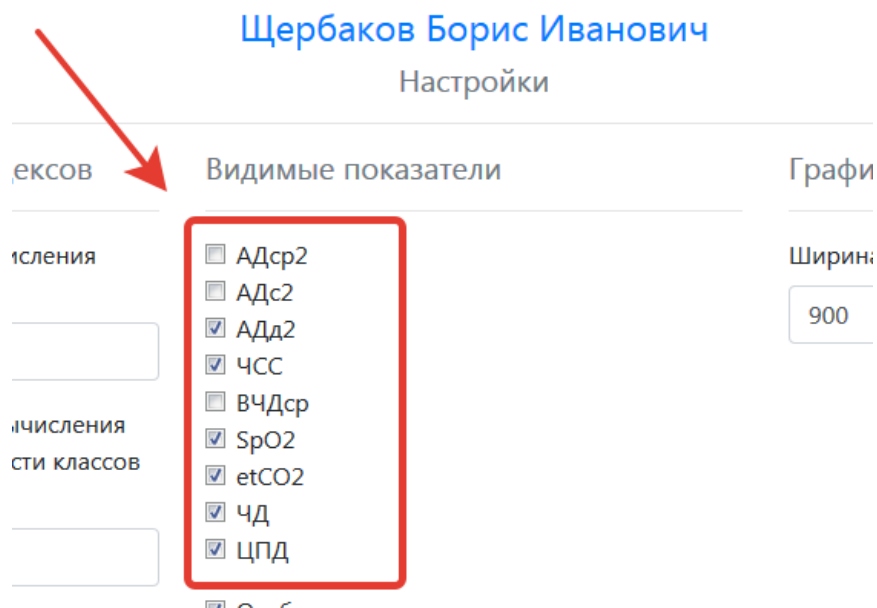 Щербаков Борис Иванович
Настройки
ексов
Видимые показатели
Графи
исления
АДср2
АДс2
АДд2
ЧСС
ВЧДср
SpO2
etCO2
ЧД
ЦПД
Ширина
900
ычисления
сти классов